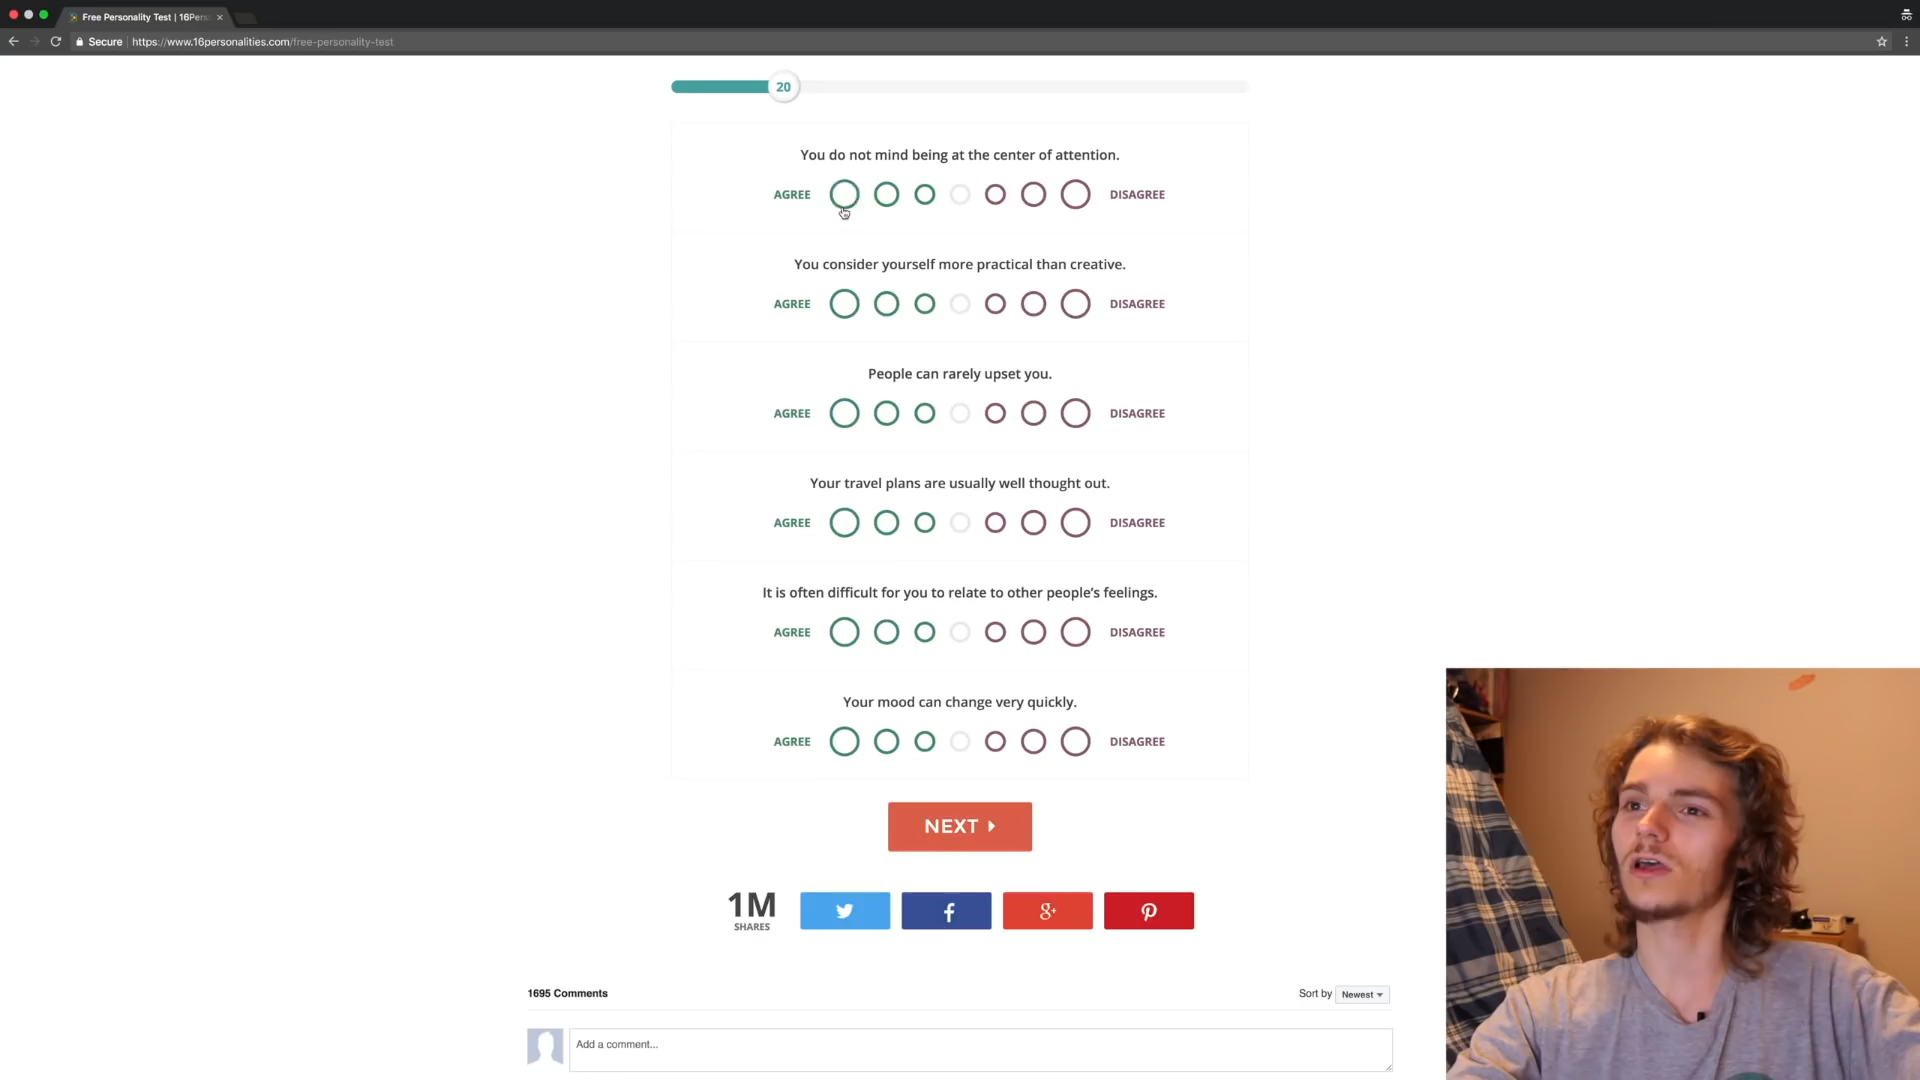 Free Personality Test | 16Pers
Secure https://www.16personalities.com/free-personality-test
20
You do not mind being at the center of attention.
AGREE DISAGREE
You consider yourself more practical than creative.
AGREE DISAGREE
People can rarely upset you.
AGREE DISAGREE
Your travel plans are usually well thought out.
AGREE DISAGREE
It is often difficult for you to relate to other people’s feelings.
AGREE DISAGREE
Your mood can change very quickly.
AGREE DISAGREE
NEXT
1M
SHARES
1695 Comments Sort by Newest
Add a comment...